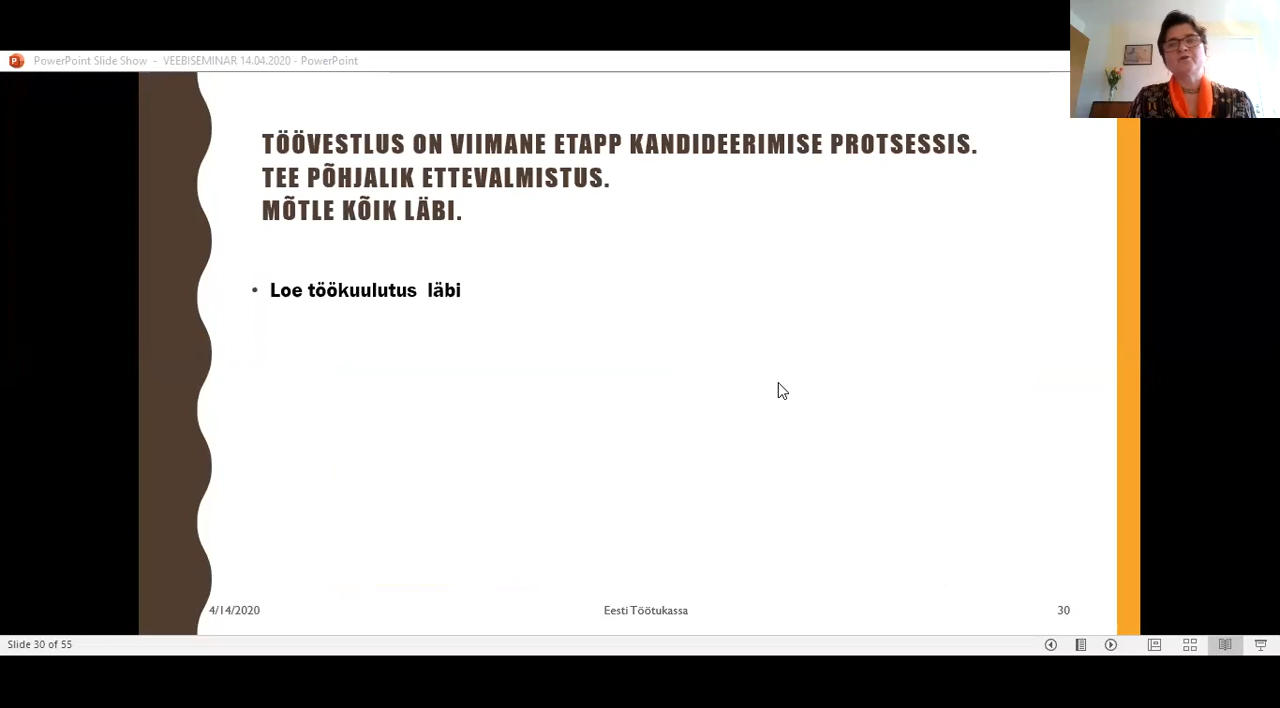 PowerPoint Slide Show - VEEBISEMINAR 14.04.2020 - PowerPoint
TÖÖVESTLUS ON VIIMANE ETAPP KANDIDEERIMISE PROTSESSIS.
TEE PÕHJALIK ETTEVALMISTUS.
MÕTLE KÕIK LÄBI.
• Loe töökuulutus läbi
4/14/2020 Eesti Töötukassa 30
Slide 30 of 55